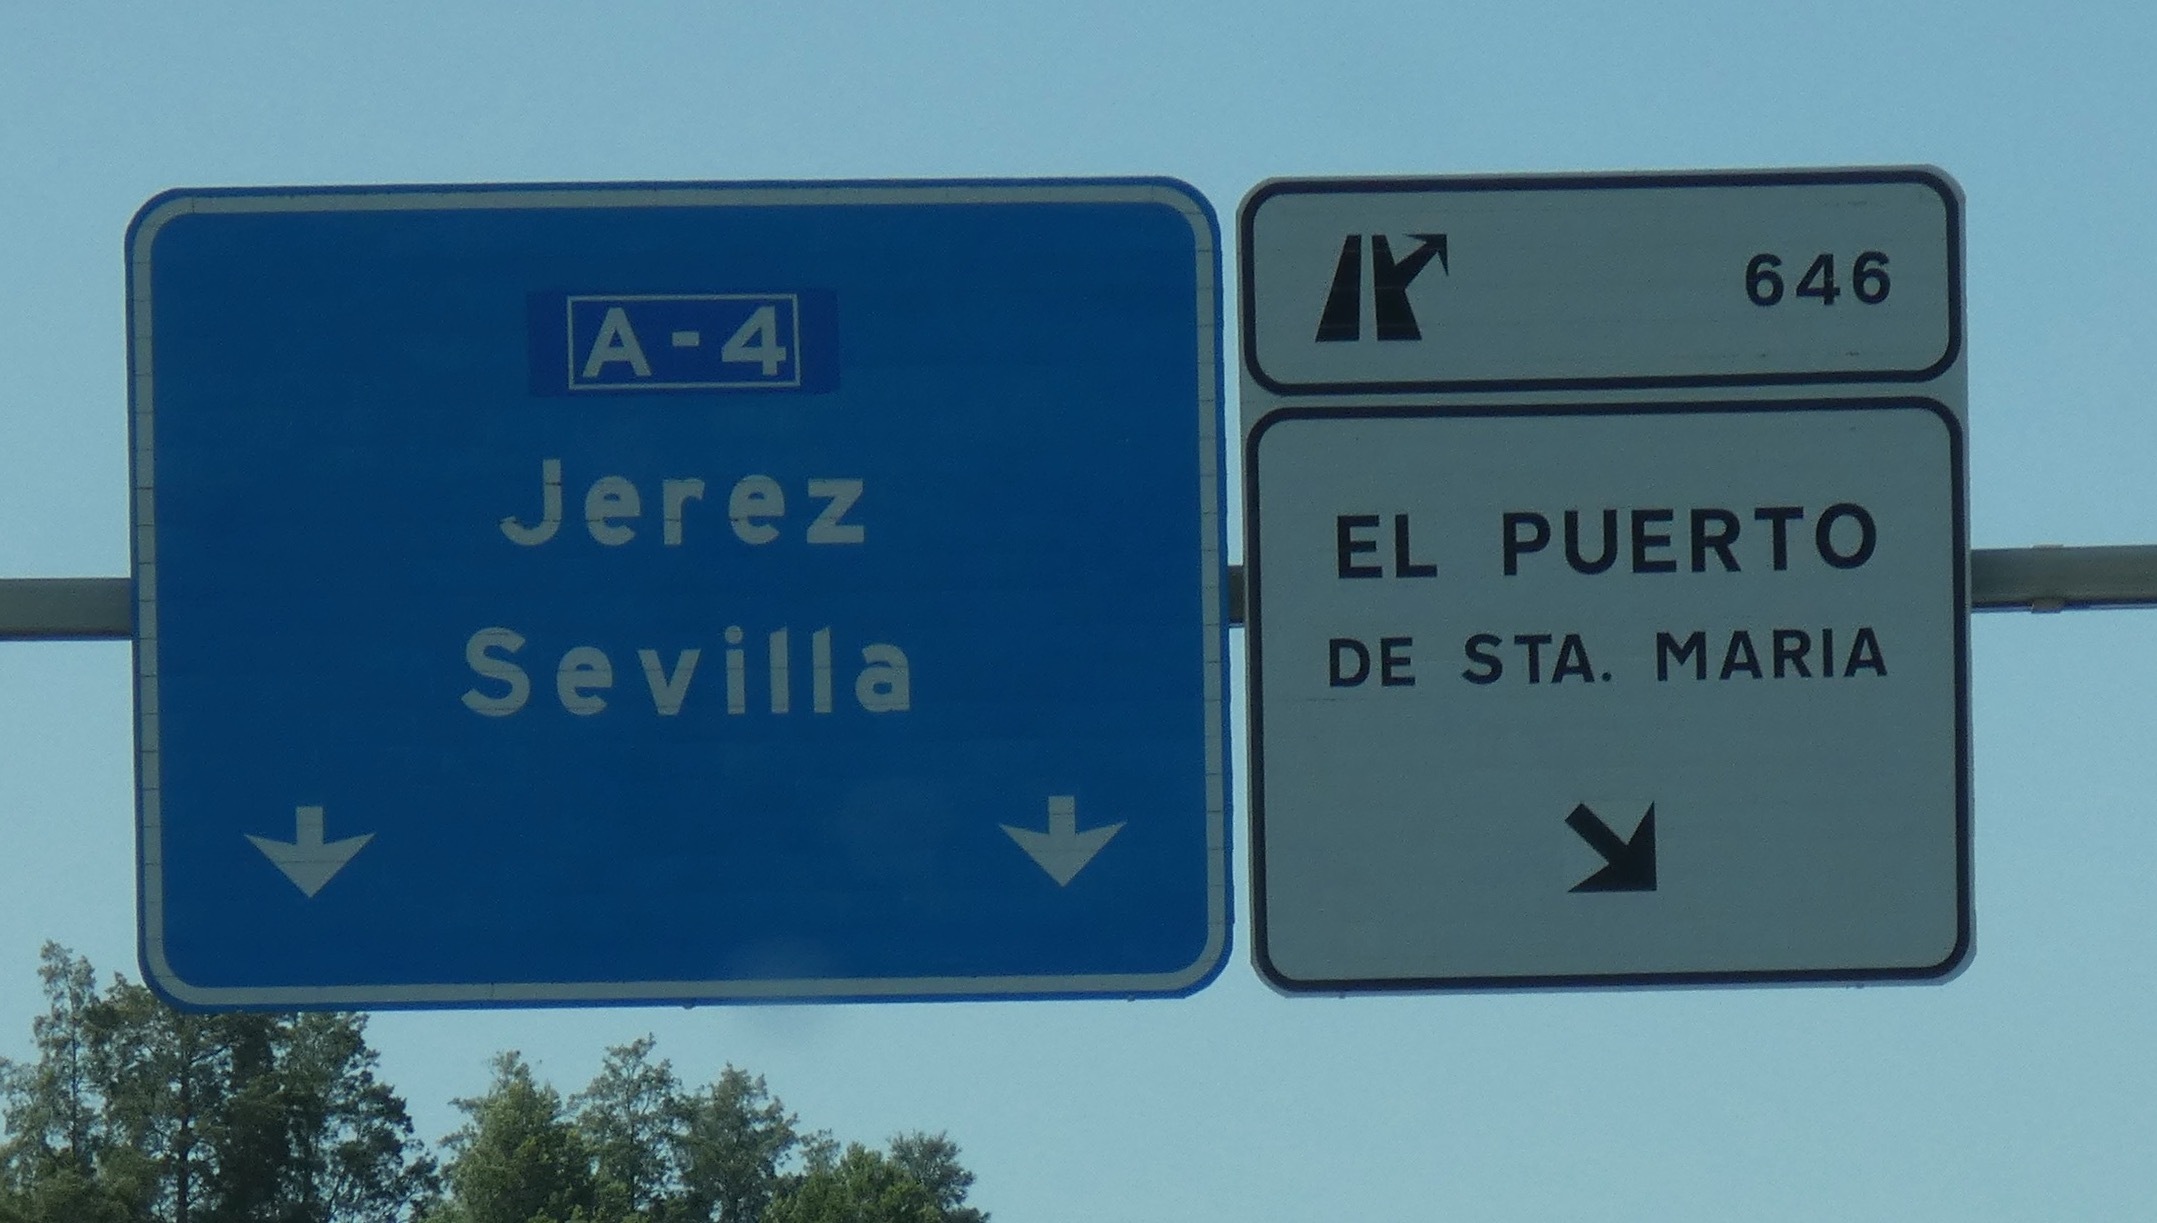 A-4
Jerez
Sevilla
646
EL PUERTO
DE STA. MARIA